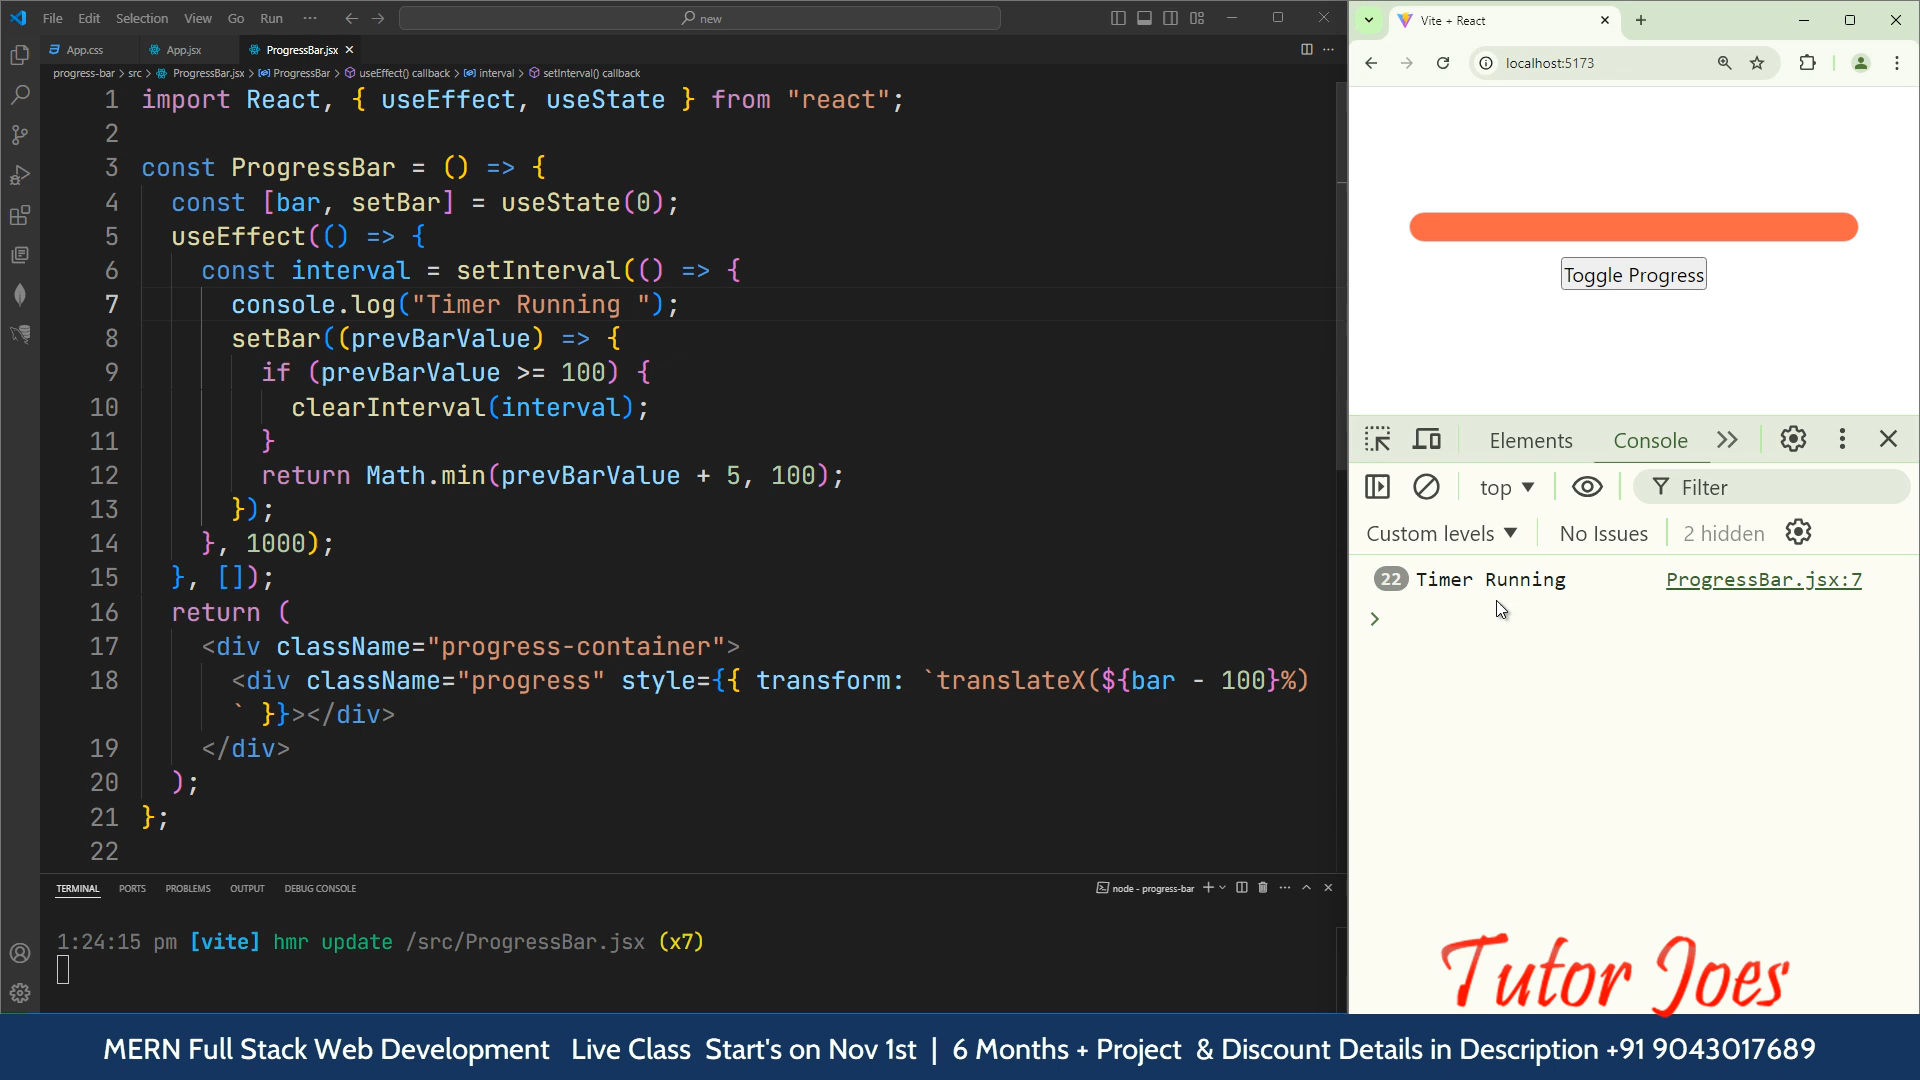 File Edit Selection View Go Run ··· new
App.css App.jsx ProgressBar.jsx
progress-bar > src > ProgressBar.jsx > ProgressBar > useEffect() callback > interval > setInterval() callback
1 import React, { useEffect, useState } from "react";
2
3 const ProgressBar = () => {
4 const [bar, setBar] = useState(0);
5 useEffect(() => {
6 const interval = setInterval(() => {
7 console.log("Timer Running ");
8 setBar((prevBarValue) => {
9 if (prevBarValue >= 100) {
10 clearInterval(interval);
11 }
12 return Math.min(prevBarValue + 5, 100);
13 });
14 }, 1000);
15 }, []);
16 return (
17 <div className="progress-container">
18 <div className="progress" style={{ transform: `translateX(${bar - 100}%)
` }}></div>
19 </div>
20 );
21 };
22
TERMINAL PORTS PROBLEMS OUTPUT DEBUG CONSOLE node - progress-bar
1:24:15 pm [vite] hmr update /src/ProgressBar.jsx (x7)
Vite + React
localhost:5173
Toggle Progress
Elements Console
top Filter
Custom levels No Issues 2 hidden
22 Timer Running ProgressBar.jsx:7
Tutor Joes
MERN Full Stack Web Development Live Class Start's on Nov 1st | 6 Months + Project & Discount Details in Description +91 9043017689